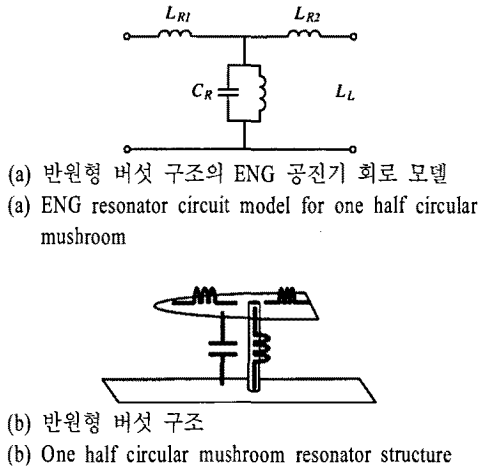 L_R1 L_R2
C_R L_L
(a) 반원형 버섯 구조의 ENG 공진기 회로 모델
(a) ENG resonator circuit model for one half circular
mushroom
(b) 반원형 버섯 구조
(b) One half circular mushroom resonator structure